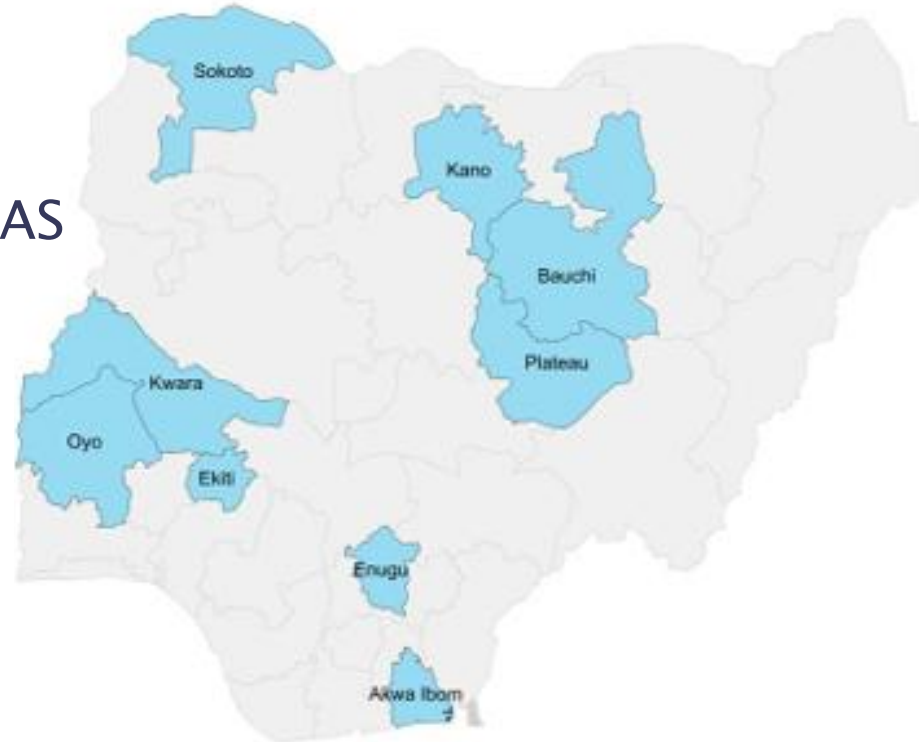 Sokoto
Kano
AS
Bauchi
Plateau
Kwara
Oyo
Ekiti
Enugu
Akwa Ibom